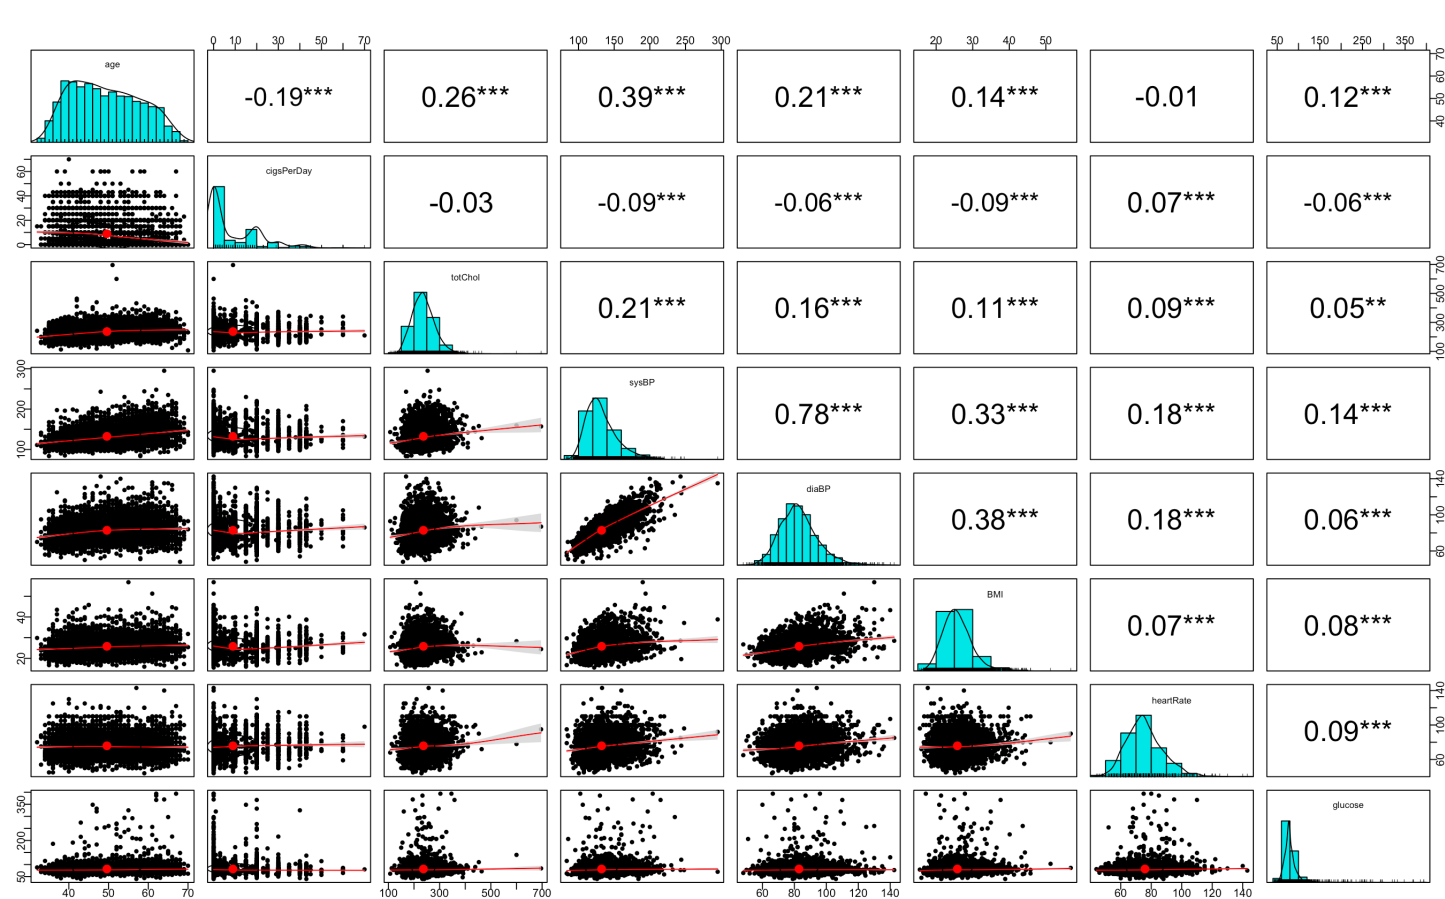 0 10 30 50 70 100 150 200 250 300 20 30 40 50 50 150 250 350
age -0.19*** 0.26*** 0.39*** 0.21*** 0.14*** -0.01 0.12*** 40 50 60 70
0 20 40 60 cigsPerDay -0.03 -0.09*** -0.06*** -0.09*** 0.07*** -0.06***
totChol 0.21*** 0.16*** 0.11*** 0.09*** 0.05** 100 300 500 700
100 200 300 sysBP 0.78*** 0.33*** 0.18*** 0.14***
diaBP 0.38*** 0.18*** 0.06*** 60 100 140
20 40 BMI 0.07*** 0.08***
heartRate 0.09*** 60 100 140
50 200 350 glucose
40 50 60 70 100 300 500 700 60 80 100 120 140 60 80 100 120 140